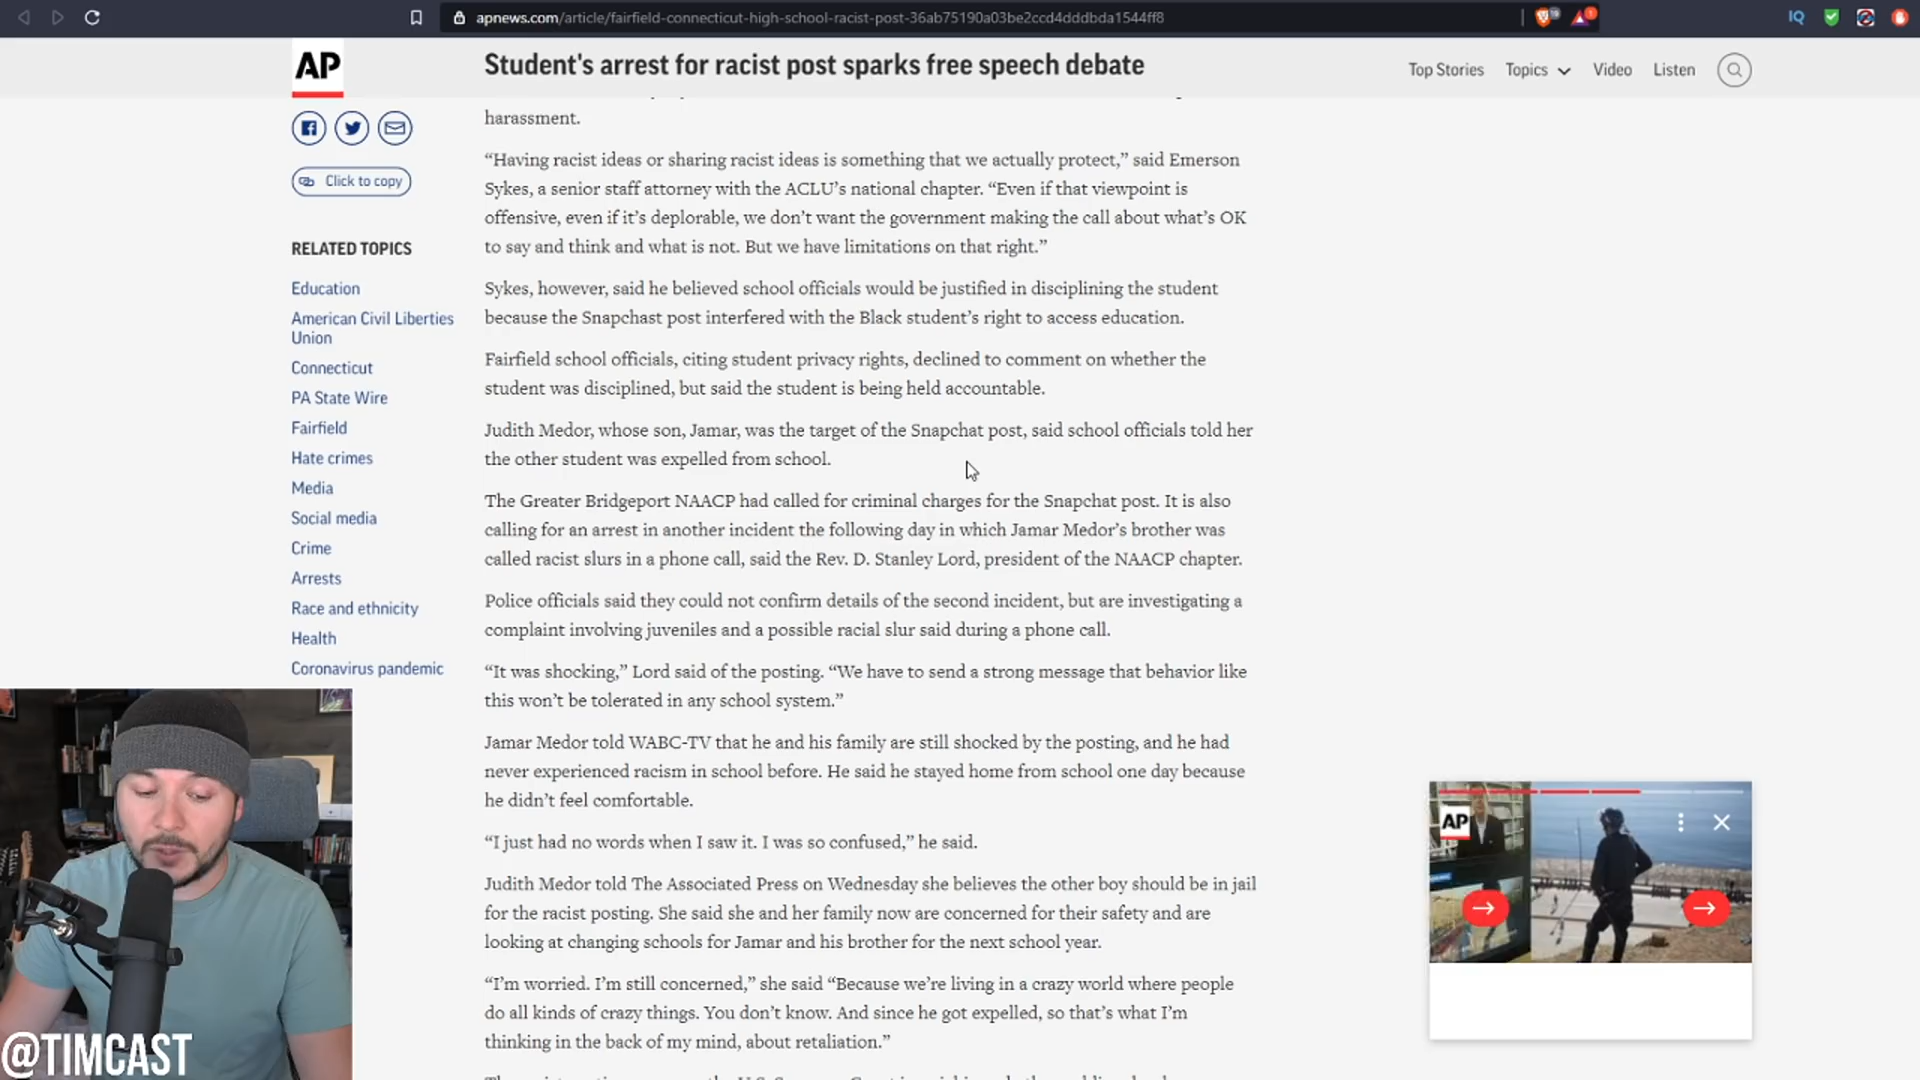 apnews.com/article/fairfield-connecticut-high-school-racist-post-36ab75190a03be2ccd4dddbda1544ff8
IQ
AP
Student's arrest for racist post sparks free speech debate
Top Stories
Topics
Video
Listen
Click to copy
RELATED TOPICS
Education
American Civil Liberties
Union
Connecticut
PA State Wire
Fairfield
Hate crimes
Media
Social media
Crime
Arrests
Race and ethnicity
Health
Coronavirus pandemic
harassment.
“Having racist ideas or sharing racist ideas is something that we actually protect,” said Emerson
Sykes, a senior staff attorney with the ACLU’s national chapter. “Even if that viewpoint is
offensive, even if it’s deplorable, we don’t want the government making the call about what’s OK
to say and think and what is not. But we have limitations on that right.”
Sykes, however, said he believed school officials would be justified in disciplining the student
because the Snapchast post interfered with the Black student’s right to access education.
Fairfield school officials, citing student privacy rights, declined to comment on whether the
student was disciplined, but said the student is being held accountable.
Judith Medor, whose son, Jamar, was the target of the Snapchat post, said school officials told her
the other student was expelled from school.
The Greater Bridgeport NAACP had called for criminal charges for the Snapchat post. It is also
calling for an arrest in another incident the following day in which Jamar Medor’s brother was
called racist slurs in a phone call, said the Rev. D. Stanley Lord, president of the NAACP chapter.
Police officials said they could not confirm details of the second incident, but are investigating a
complaint involving juveniles and a possible racial slur said during a phone call.
“It was shocking,” Lord said of the posting. “We have to send a strong message that behavior like
this won’t be tolerated in any school system.”
Jamar Medor told WABC-TV that he and his family are still shocked by the posting, and he had
never experienced racism in school before. He said he stayed home from school one day because
he didn’t feel comfortable.
“I just had no words when I saw it. I was so confused,” he said.
Judith Medor told The Associated Press on Wednesday she believes the other boy should be in jail
for the racist posting. She said she and her family now are concerned for their safety and are
looking at changing schools for Jamar and his brother for the next school year.
“I’m worried. I’m still concerned,” she said “Because we’re living in a crazy world where people
do all kinds of crazy things. You don’t know. And since he got expelled, so that’s what I’m
thinking in the back of my mind, about retaliation.”
AP
@TIMCAST